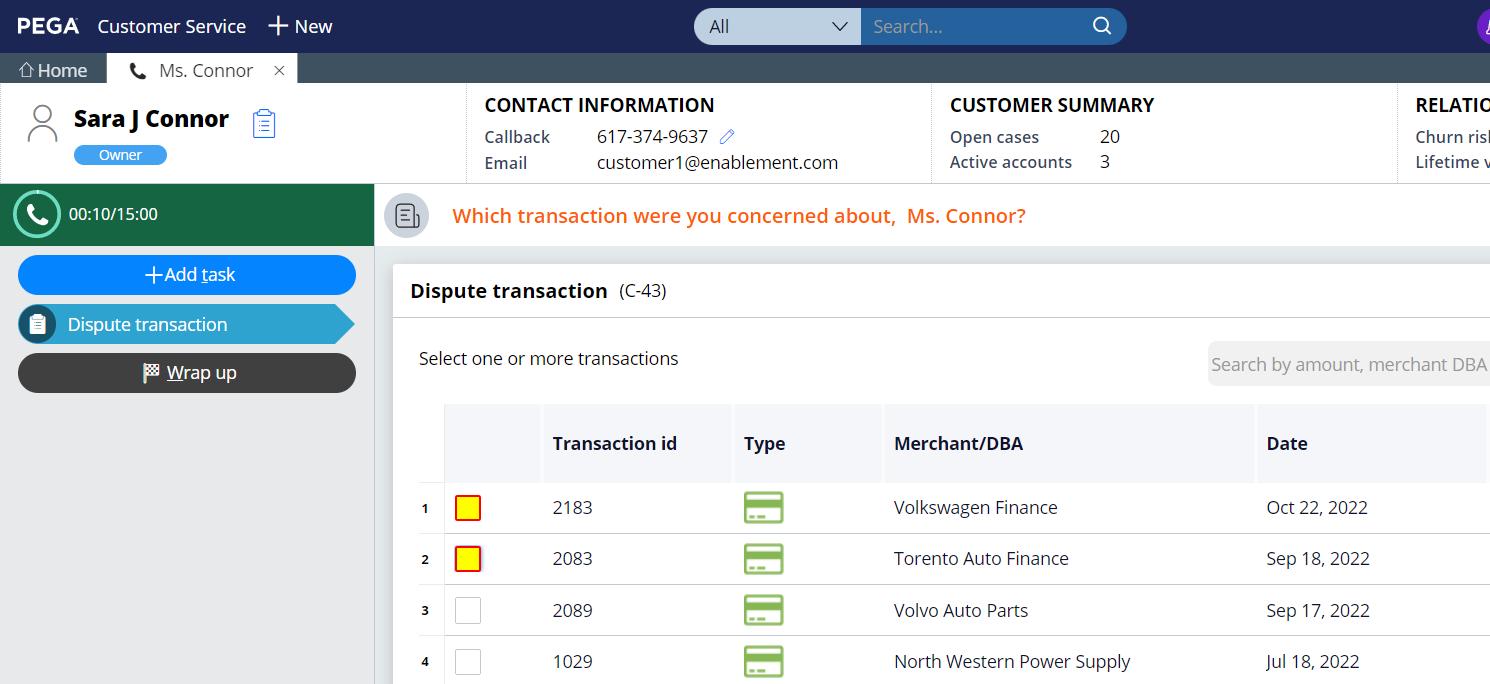 PEGA Customer Service + New All Search...
Home Ms. Connor ×
Sara J Connor
Owner
CONTACT INFORMATION
Callback 617-374-9637
Email customer1@enablement.com
CUSTOMER SUMMARY
Open cases 20
Active accounts 3
RELATIO
Churn ris
Lifetime v
00:10/15:00
Which transaction were you concerned about, Ms. Connor?
+Add task
Dispute transaction
Wrap up
Dispute transaction (C-43)
Select one or more transactions
Search by amount, merchant DBA
Transaction id Type Merchant/DBA Date
1 2183 Volkswagen Finance Oct 22, 2022
2 2083 Torento Auto Finance Sep 18, 2022
3 2089 Volvo Auto Parts Sep 17, 2022
4 1029 North Western Power Supply Jul 18, 2022